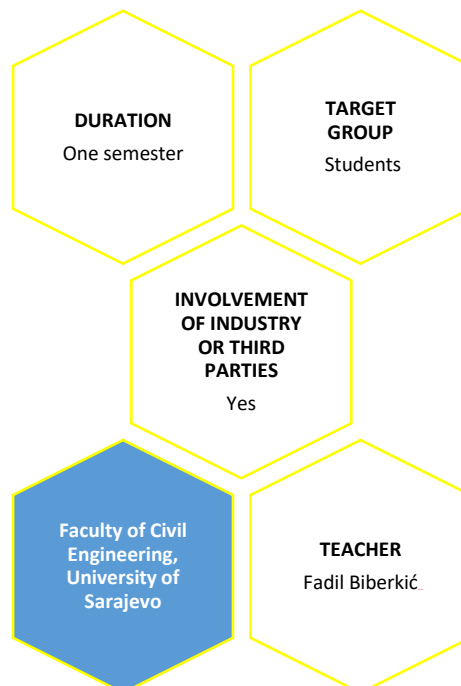 DURATION
One semester
TARGET
GROUP
Students
INVOLVEMENT
OF INDUSTRY
OR THIRD
PARTIES
Yes
Faculty of Civil
Engineering,
University of
Sarajevo
TEACHER
Fadil Biberkić